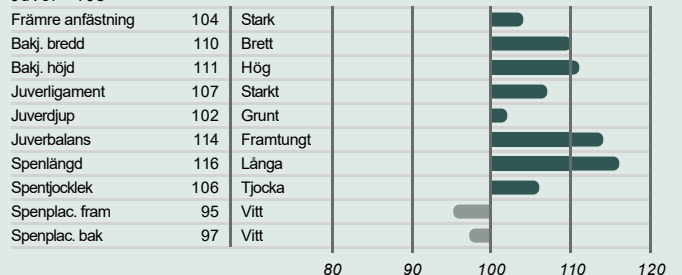 Främre anfästning 104 Stark
Bakj. bredd 110 Brett
Bakj. höjd 111 Hög
Juverligament 107 Starkt
Juverdjup 102 Grunt
Juverbalans 114 Framtungt
Spenlängd 116 Långa
Spentjocklek 106 Tjocka
Spenplac. fram 95 Vitt
Spenplac. bak 97 Vitt
80 90 100 110 120